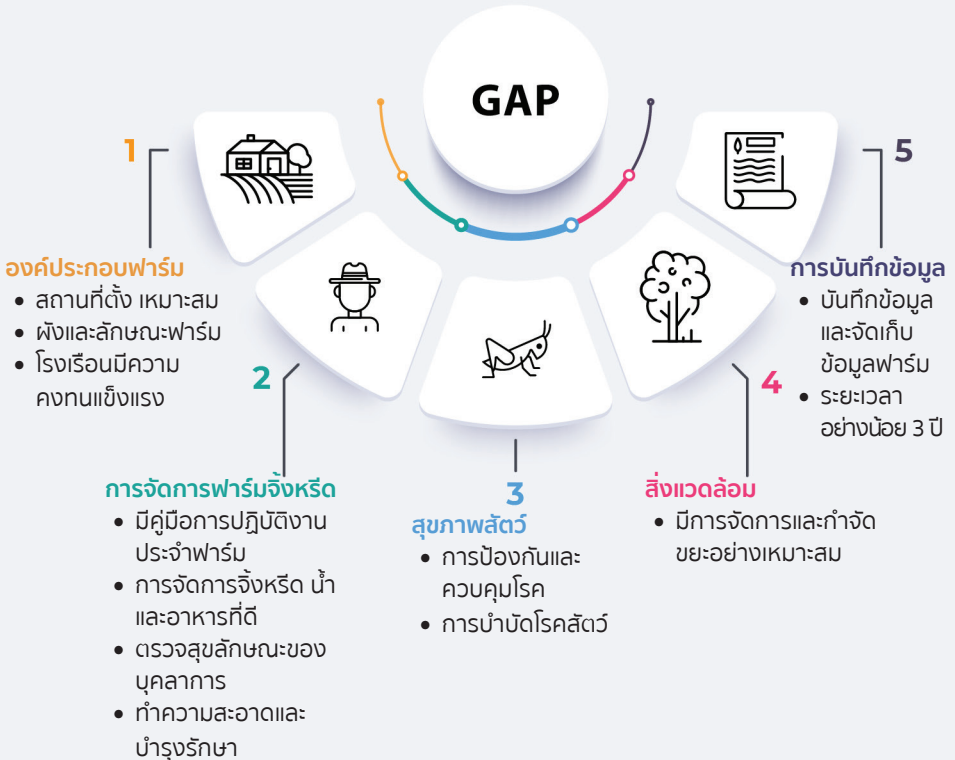 GAP
1
องค์ประกอบฟาร์ม
• สถานที่ตั้ง เหมาะสม
• ผังและลักษณะฟาร์ม
• โรงเรือนมีความ
คงทนแข็งแรง
2
การจัดการฟาร์มจิ้งหรีด
• มีคู่มือการปฏิบัติงาน
ประจำฟาร์ม
• การจัดการจิ้งหรีด น้ำ
และอาหารที่ดี
• ตรวจสุขลักษณะของ
บุคลาการ
• ทำความสะอาดและ
บำรุงรักษา
3
สุขภาพสัตว์
• การป้องกันและ
ควบคุมโรค
• การบำบัดโรคสัตว์
4
สิ่งแวดล้อม
• มีการจัดการและกำจัด
ขยะอย่างเหมาะสม
5
การบันทึกข้อมูล
• บันทึกข้อมูล
และจัดเก็บ
ข้อมูลฟาร์ม
• ระยะเวลา
อย่างน้อย 3 ปี